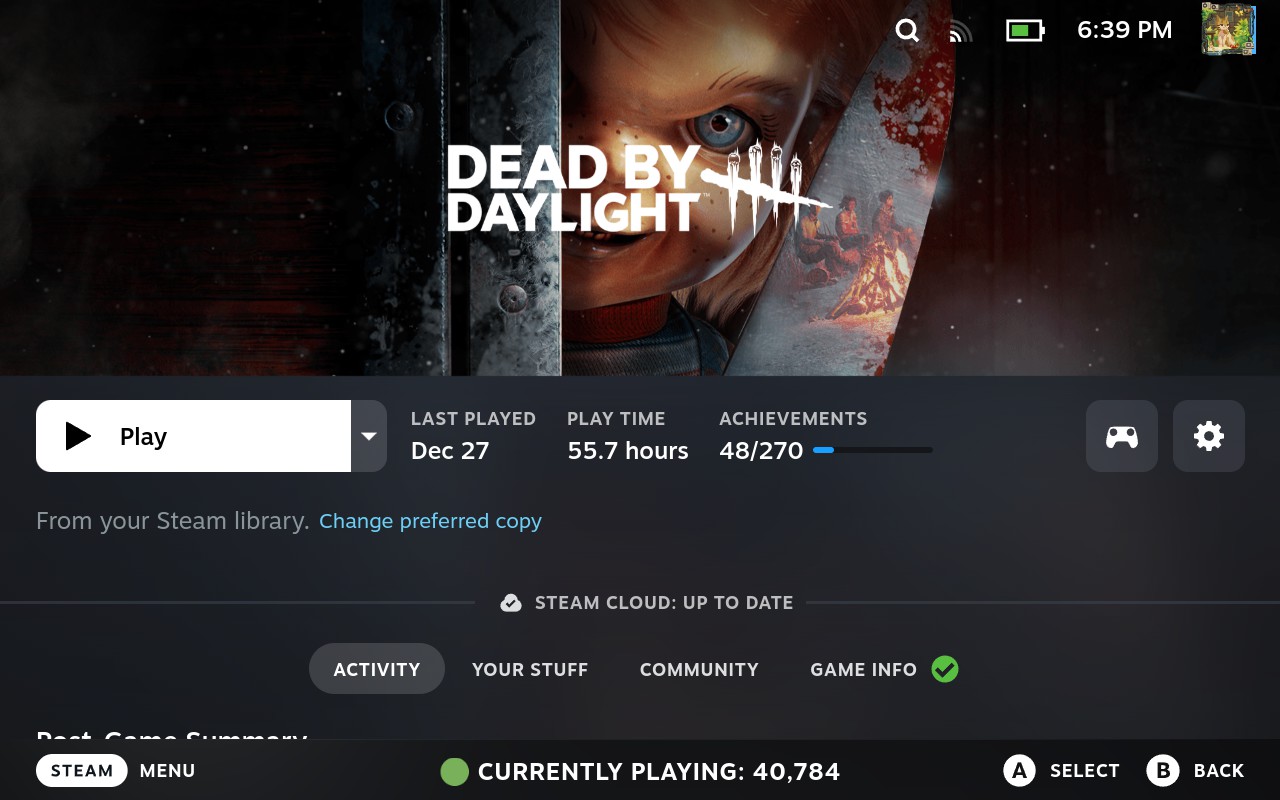 6:39 PM
DEAD BY
DAYLIGHT™
Play
LAST PLAYED
Dec 27
PLAY TIME
55.7 hours
ACHIEVEMENTS
48/270
From your Steam library. Change preferred copy
STEAM CLOUD: UP TO DATE
ACTIVITY YOUR STUFF COMMUNITY GAME INFO
Post-Game Summary
STEAM MENU
CURRENTLY PLAYING: 40,784
A SELECT B BACK